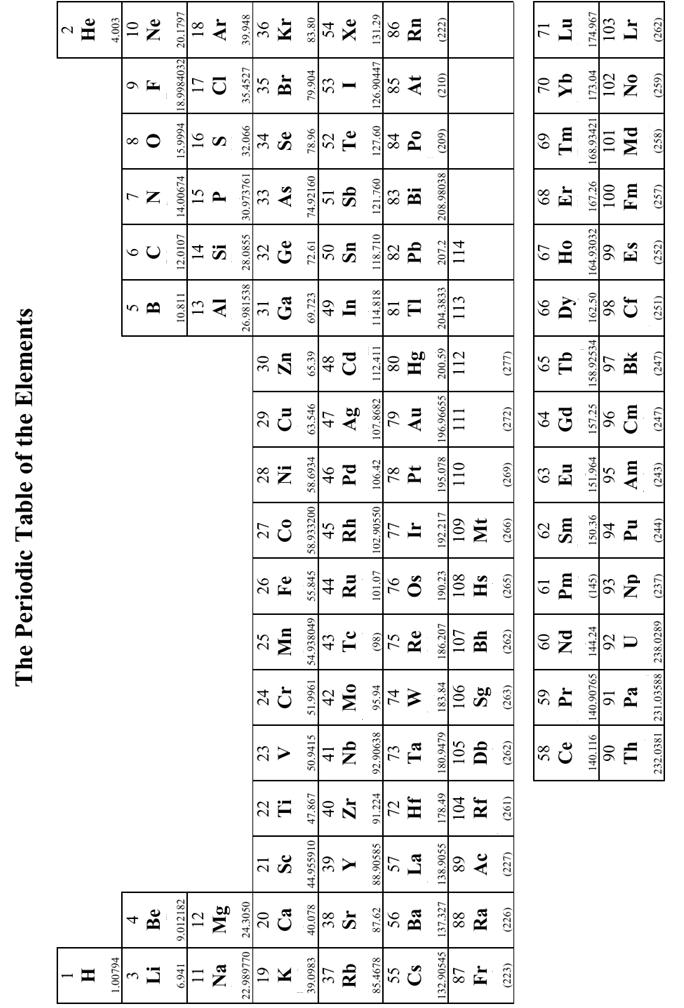 The Periodic Table of the Elements
1 H 1.00794
2 He 4.003
3 Li 6.941
4 Be 9.012182
5 B 10.811
6 C 12.0107
7 N 14.00674
8 O 15.9994
9 F 18.9984032
10 Ne 20.1797
11 Na 22.989770
12 Mg 24.3050
13 Al 26.981538
14 Si 28.0855
15 P 30.973761
16 S 32.066
17 Cl 35.4527
18 Ar 39.948
19 K 39.0983
20 Ca 40.078
21 Sc 44.955910
22 Ti 47.867
23 V 50.9415
24 Cr 51.9961
25 Mn 54.938049
26 Fe 55.845
27 Co 58.933200
28 Ni 58.6934
29 Cu 63.546
30 Zn 65.39
31 Ga 69.723
32 Ge 72.61
33 As 74.92160
34 Se 78.96
35 Br 79.904
36 Kr 83.80
37 Rb 85.4678
38 Sr 87.62
39 Y 88.90585
40 Zr 91.224
41 Nb 92.90638
42 Mo 95.94
43 Tc (98)
44 Ru 101.07
45 Rh 102.90550
46 Pd 106.42
47 Ag 107.8682
48 Cd 112.411
49 In 114.818
50 Sn 118.710
51 Sb 121.760
52 Te 127.60
53 I 126.90447
54 Xe 131.29
55 Cs 132.90545
56 Ba 137.327
57 La 138.9055
72 Hf 178.49
73 Ta 180.9479
74 W 183.84
75 Re 186.207
76 Os 190.23
77 Ir 192.217
78 Pt 195.078
79 Au 196.96655
80 Hg 200.59
81 Tl 204.3833
82 Pb 207.2
83 Bi 208.98038
84 Po (209)
85 At (210)
86 Rn (222)
87 Fr (223)
88 Ra (226)
89 Ac (227)
104 Rf (261)
105 Db (262)
106 Sg (263)
107 Bh (262)
108 Hs (265)
109 Mt (266)
110 (269)
111 (272)
112 (277)
113
114
58 Ce 140.116
59 Pr 140.90765
60 Nd 144.24
61 Pm (145)
62 Sm 150.36
63 Eu 151.964
64 Gd 157.25
65 Tb 158.92534
66 Dy 162.50
67 Ho 164.93032
68 Er 167.26
69 Tm 168.93421
70 Yb 173.04
71 Lu 174.967
90 Th 232.0381
91 Pa 231.03588
92 U 238.0289
93 Np (237)
94 Pu (244)
95 Am (243)
96 Cm (247)
97 Bk (247)
98 Cf (251)
99 Es (252)
100 Fm (257)
101 Md (258)
102 No (259)
103 Lr (262)